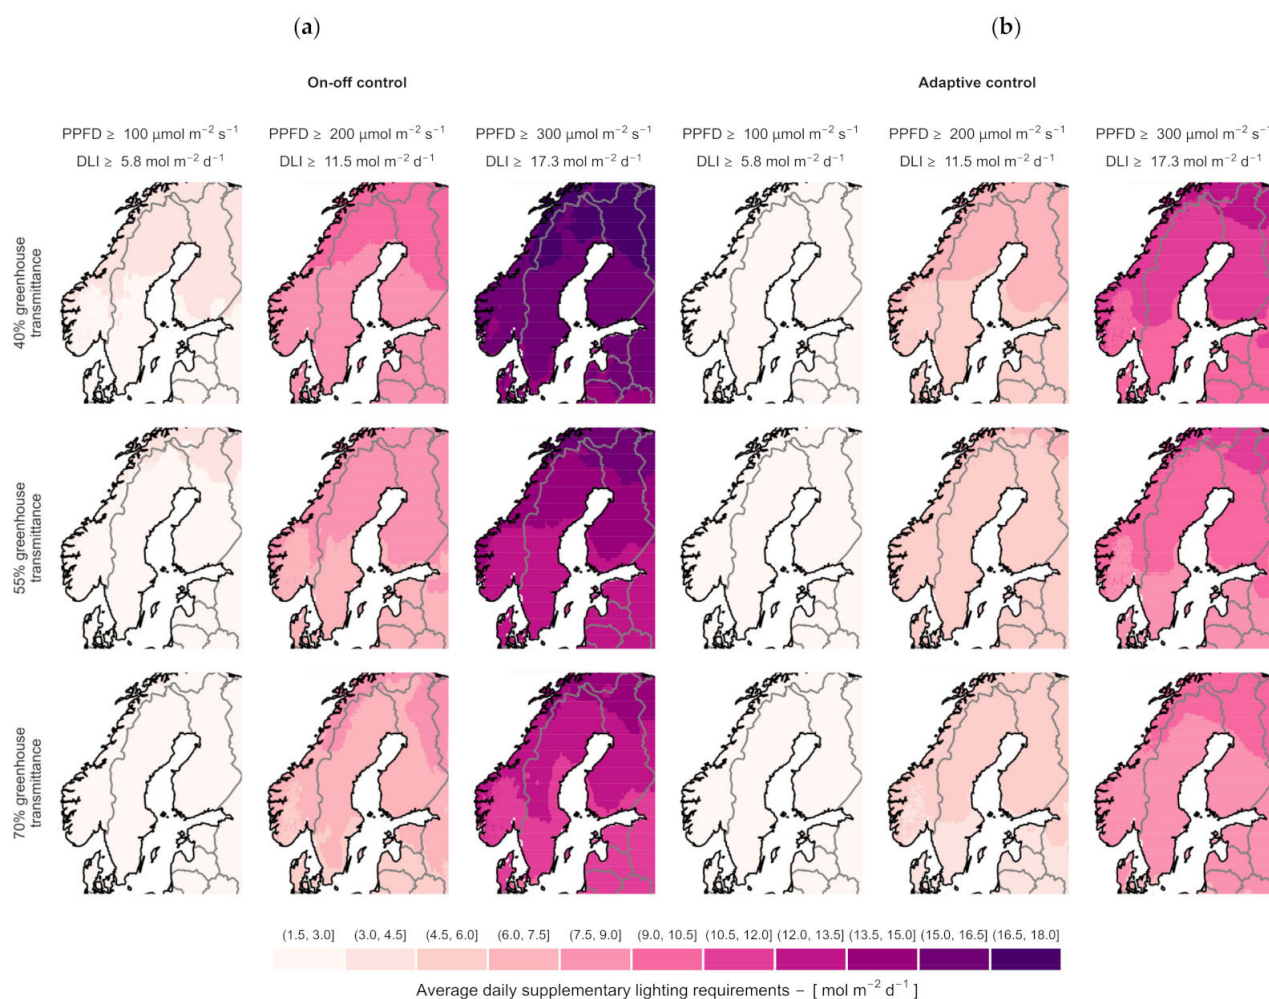 (a)
(b)
On-off control
Adaptive control
PPFD ≥ 100 μmol m⁻² s⁻¹
PPFD ≥ 200 μmol m⁻² s⁻¹
PPFD ≥ 300 μmol m⁻² s⁻¹
PPFD ≥ 100 μmol m⁻² s⁻¹
PPFD ≥ 200 μmol m⁻² s⁻¹
PPFD ≥ 300 μmol m⁻² s⁻¹
DLI ≥ 5.8 mol m⁻² d⁻¹
DLI ≥ 11.5 mol m⁻² d⁻¹
DLI ≥ 17.3 mol m⁻² d⁻¹
DLI ≥ 5.8 mol m⁻² d⁻¹
DLI ≥ 11.5 mol m⁻² d⁻¹
DLI ≥ 17.3 mol m⁻² d⁻¹
40% greenhouse
transmittance
55% greenhouse
transmittance
70% greenhouse
transmittance
(1.5, 3.0]
(3.0, 4.5]
(4.5, 6.0]
(6.0, 7.5]
(7.5, 9.0]
(9.0, 10.5]
(10.5, 12.0]
(12.0, 13.5]
(13.5, 15.0]
(15.0, 16.5]
(16.5, 18.0]
Average daily supplementary lighting requirements − [ mol m⁻² d⁻¹ ]